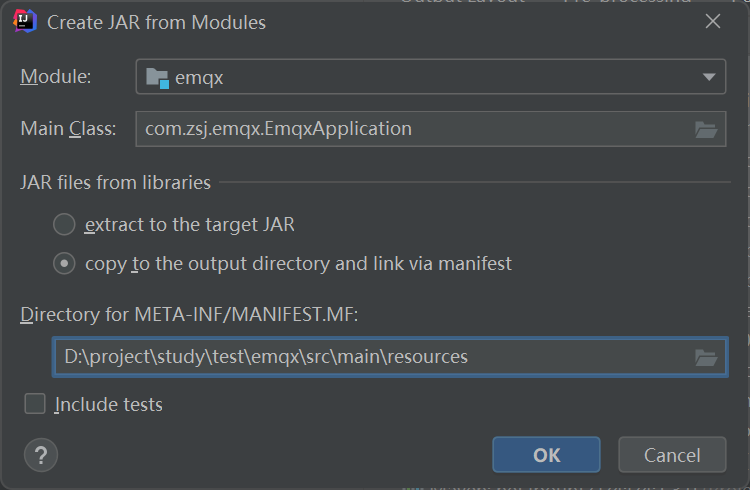 Create JAR from Modules
Module: emqx
Main Class: com.zsj.emqx.EmqxApplication
JAR files from libraries
extract to the target JAR
copy to the output directory and link via manifest
Directory for META-INF/MANIFEST.MF:
D:\project\study\test\emqx\src\main\resources
Include tests
? OK Cancel